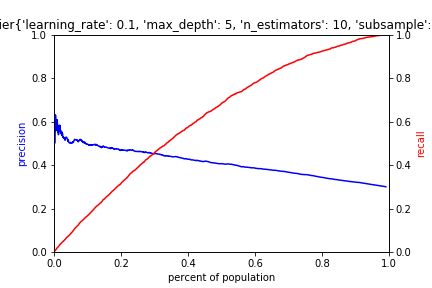 ier{'learning_rate': 0.1, 'max_depth': 5, 'n_estimators': 10, 'subsample':
1.0 1.0
0.8 0.8
0.6 0.6
precision recall
0.4 0.4
0.2 0.2
0.0 0.0
0.0 0.2 0.4 0.6 0.8 1.0
percent of population